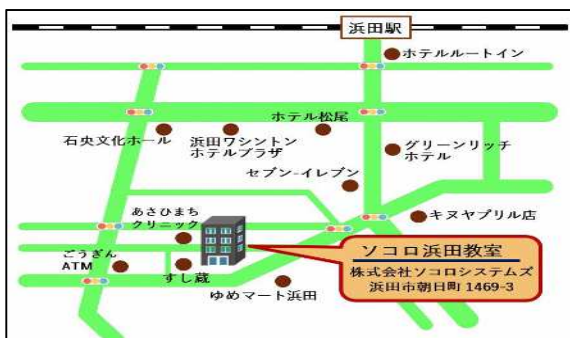 浜田駅
ホテルルートイン
ホテル松尾
石央文化ホール
浜田ワシントン
ホテルプラザ
グリーンリッチ
ホテル
セブン-イレブン
あさひまち
クリニック
キヌヤプリル店
ごうぎん
ATM
すし蔵
ゆめマート浜田
ソコロ浜田教室
株式会社ソコロシステムズ
浜田市朝日町 1469-3